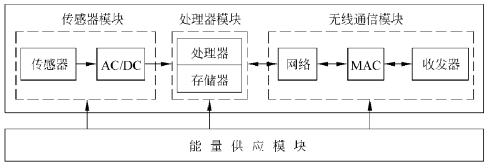 传感器模块
处理器模块
无线通信模块
传感器
AC/DC
处理器
存储器
网络
MAC
收发器
能量供应模块